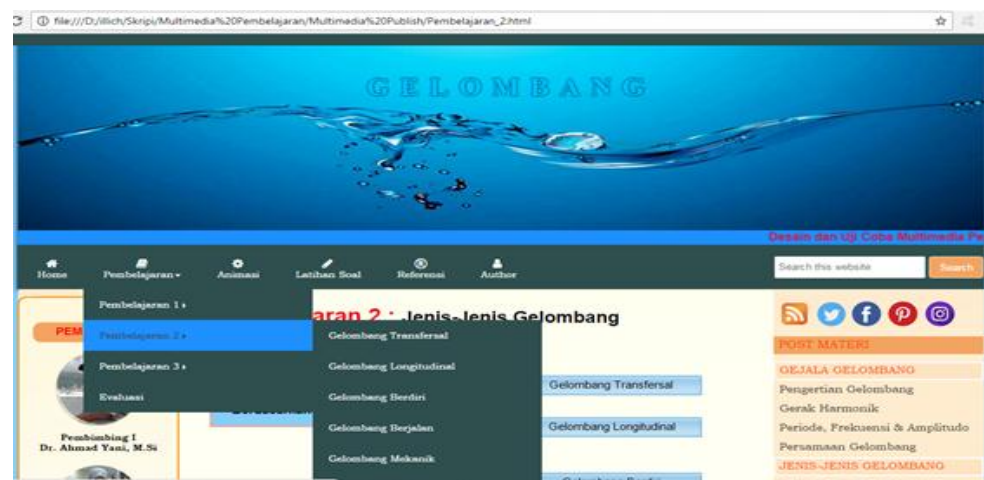 file:///D:/illich/Skripi/Multimedia%20Pembelajaran/Multimedia%20Publish/Pembelajaran_2.html
GELOMBANG
Desain dan Uji Coba Multimedia Pe
Home Pembelajaran Animasi Latihan Soal Referensi Author
Search this website Search
Pembelajaran 1
Pembelajaran 2
Pembelajaran 3
Evaluasi
Gelombang Transfersal
Gelombang Longitudinal
Gelombang Berdiri
Gelombang Berjalan
Gelombang Mekanik
PEM
Pembimbing I
Dr. Ahmad Yani, M.Si
aran 2 : Jenis-Jenis Gelombang
Gelombang Transfersal
Gelombang Longitudinal
POST MATERI
GEJALA GELOMBANG
Pengertian Gelombang
Gerak Harmonik
Periode, Frekuensi & Amplitudo
Persamaan Gelombang
JENIS-JENIS GELOMBANG